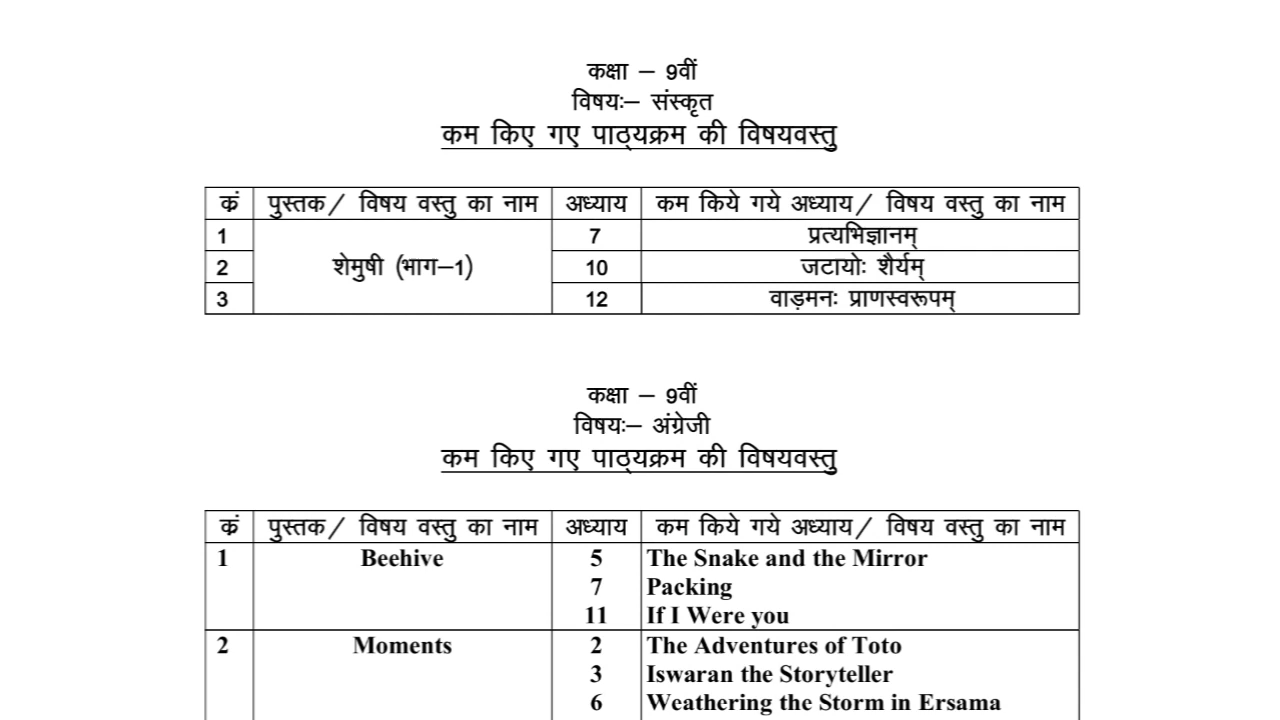 कक्षा – 9वीं
विषयः– संस्कृत
कम किए गए पाठ्यक्रम की विषयवस्तु
क्रं पुस्तक/ विषय वस्तु का नाम अध्याय कम किये गये अध्याय/ विषय वस्तु का नाम
1 7 प्रत्यभिज्ञानम्
2 शेमुषी (भाग–1) 10 जटायोः शैर्यम्
3 12 वाड़मनः प्राणस्वरूपम्
कक्षा – 9वीं
विषयः– अंग्रेजी
कम किए गए पाठ्यक्रम की विषयवस्तु
क्रं पुस्तक/ विषय वस्तु का नाम अध्याय कम किये गये अध्याय/ विषय वस्तु का नाम
1 Beehive 5 The Snake and the Mirror
7 Packing
11 If I Were you
2 Moments 2 The Adventures of Toto
3 Iswaran the Storyteller
6 Weathering the Storm in Ersama